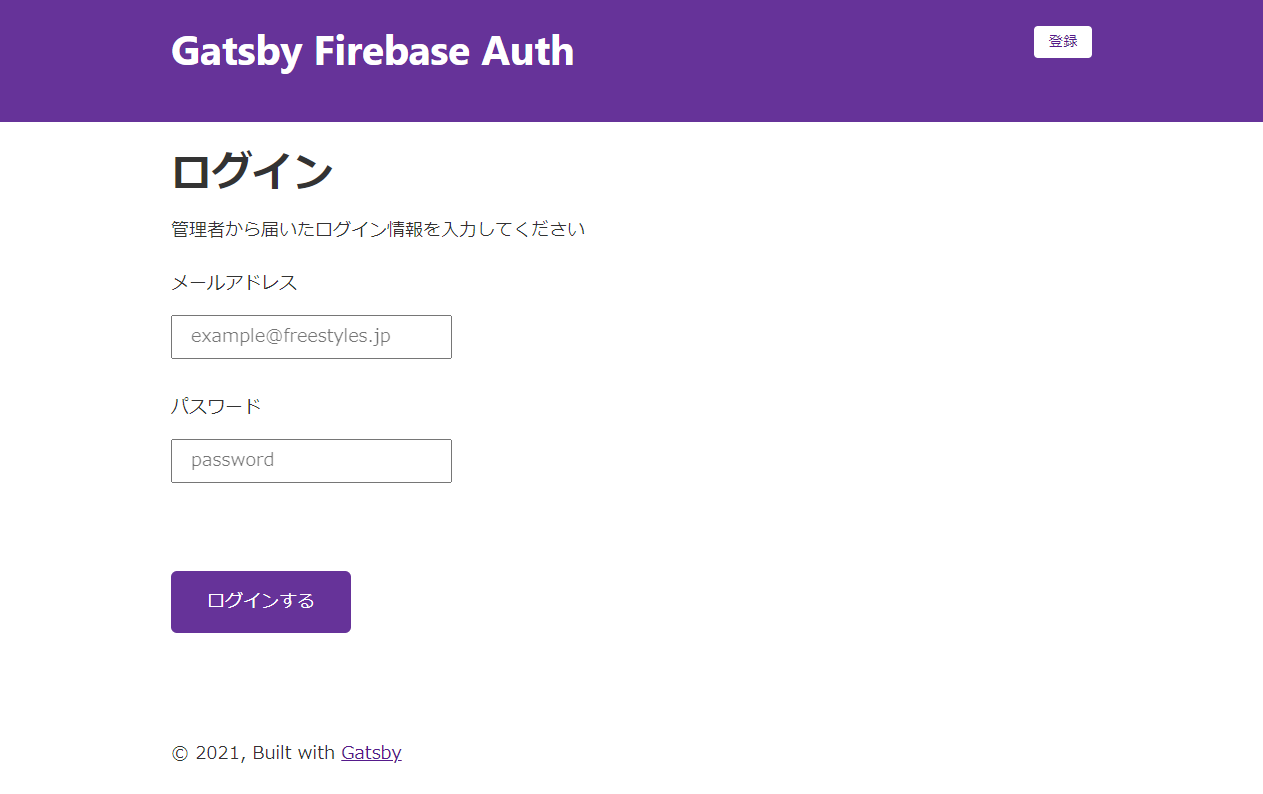 Gatsby Firebase Auth
登録
ログイン
管理者から届いたログイン情報を入力してください
メールアドレス
example@freestyles.jp
パスワード
password
ログインする
© 2021, Built with Gatsby